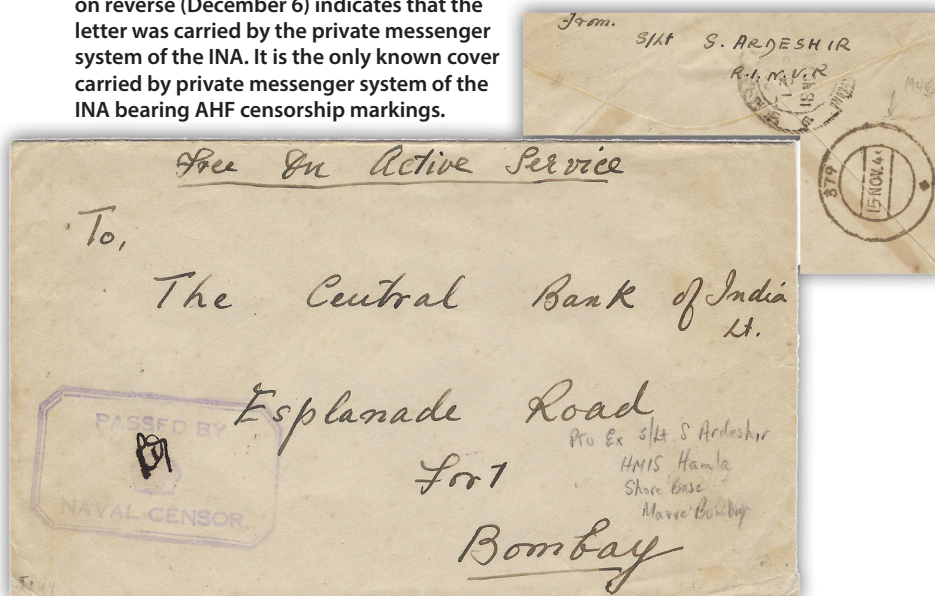 on reverse (December 6) indicates that the
letter was carried by the private messenger
system of the INA. It is the only known cover
carried by private messenger system of the
INA bearing AHF censorship markings.
From.
S/Lt S. ARDESHIR
R.I.N.V.R
379
15 NOV. 4
Free On Active Service
To,
The Central Bank of India
Lt.
Esplanade Road
Fort
Bombay
PASSED BY
NAVAL CENSOR.
Pto Ex S/Lt. S Ardeshir
HMIS Hamla
Shore Base
Marve Bombay